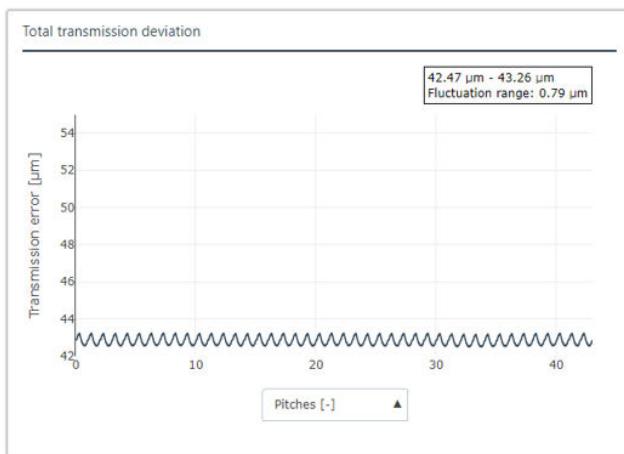 Total transmission deviation
42.47 µm - 43.26 µm
Fluctuation range: 0.79 µm
Transmission error [µm]
54
52
50
48
46
44
42
0 10 20 30 40
Pitches [-] ▲